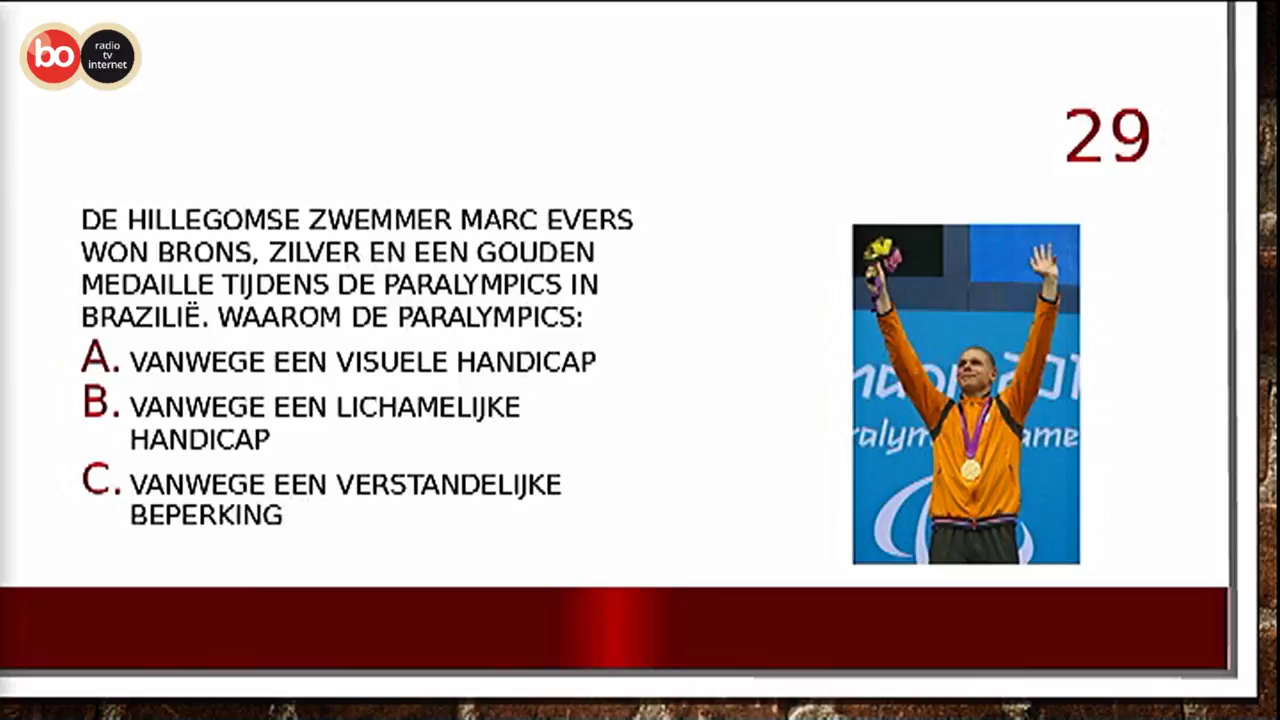 bo
radio
tv
internet
29
DE HILLEGOMSE ZWEMMER MARC EVERS
WON BRONS, ZILVER EN EEN GOUDEN
MEDAILLE TIJDENS DE PARALYMPICS IN
BRAZILIË. WAAROM DE PARALYMPICS:
A. VANWEGE EEN VISUELE HANDICAP
B. VANWEGE EEN LICHAMELIJKE
HANDICAP
C. VANWEGE EEN VERSTANDELIJKE
BEPERKING